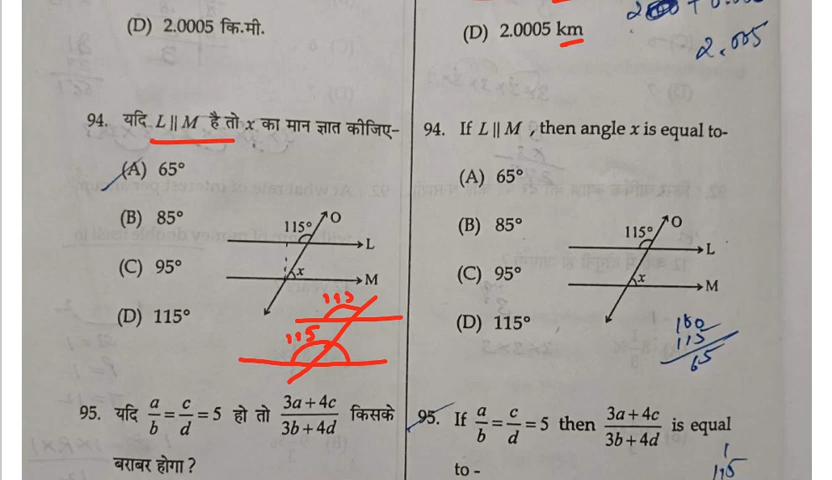 (D) 2.0005 कि.मी.
94. यदि L || M है तो x का मान ज्ञात कीजिए-
(A) 65°
(B) 85°
(C) 95°
(D) 115°
115°
O
L
x
M
115
115
95. यदि a/b = c/d = 5 हो तो 3a+4c/3b+4d किसके
बराबर होगा ?
(D) 2.0005 km
2.005
94. If L || M , then angle x is equal to-
(A) 65°
(B) 85°
(C) 95°
(D) 115°
115°
O
L
x
M
180
115
65
95. If a/b = c/d = 5 then 3a+4c/3b+4d is equal
to -